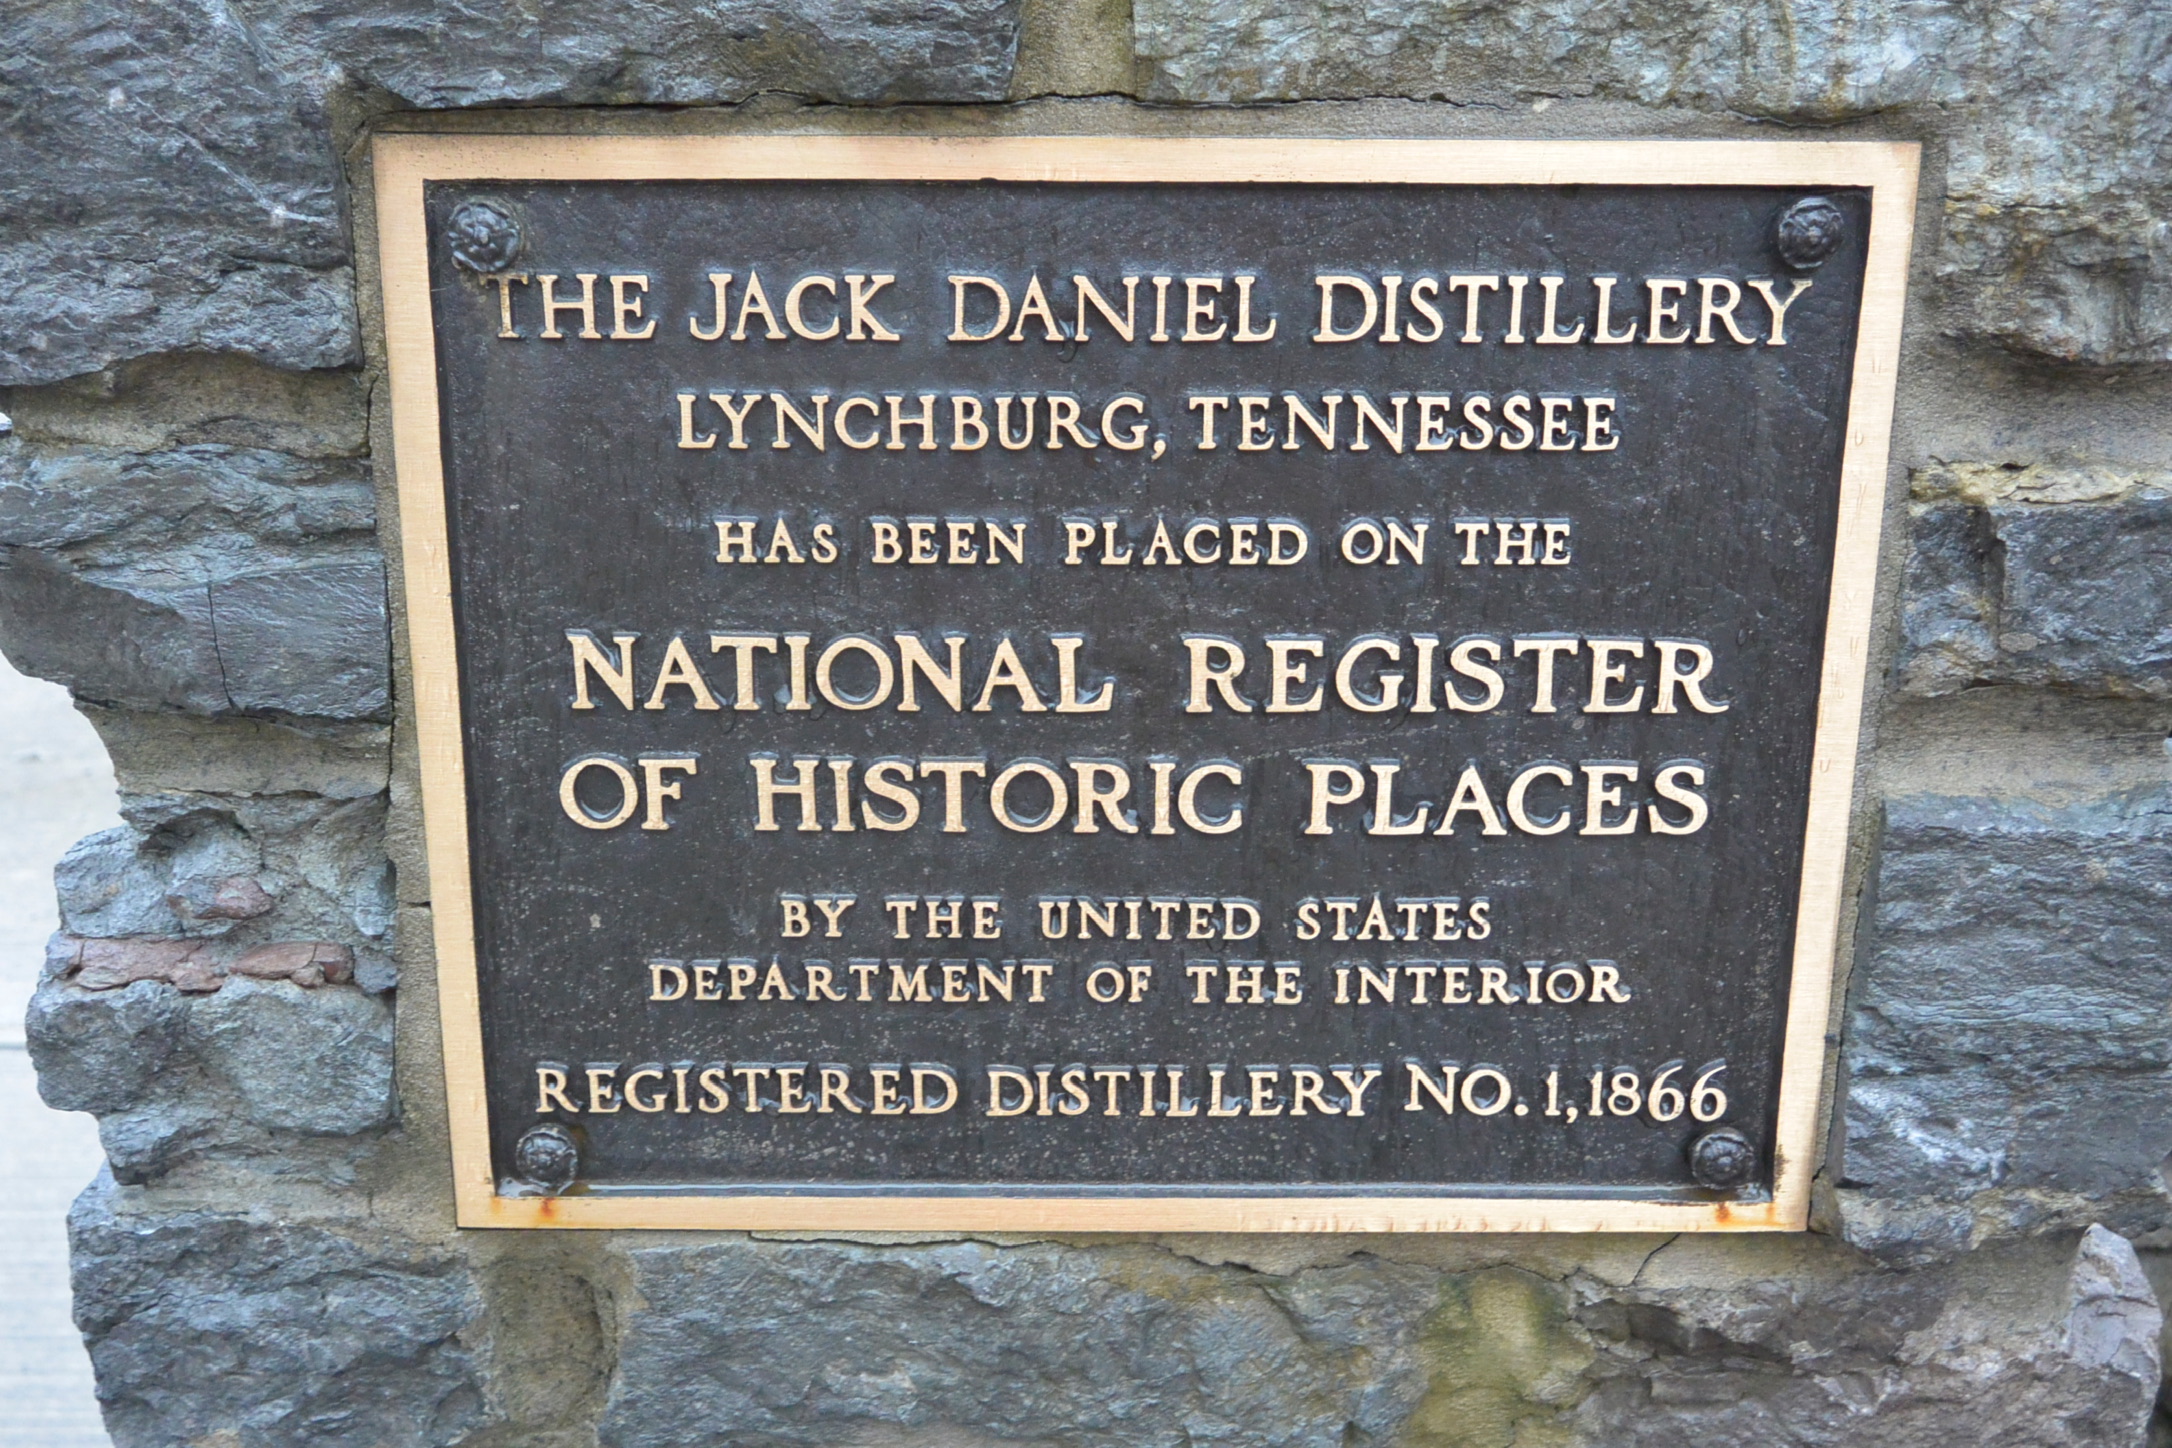 THE JACK DANIEL DISTILLERY
LYNCHBURG, TENNESSEE
HAS BEEN PLACED ON THE
NATIONAL REGISTER
OF HISTORIC PLACES
BY THE UNITED STATES
DEPARTMENT OF THE INTERIOR
REGISTERED DISTILLERY NO. 1, 1866